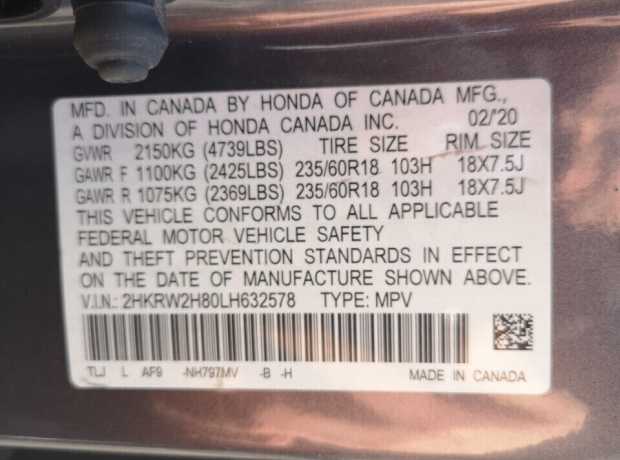 MFD. IN CANADA BY HONDA OF CANADA MFG.,
A DIVISION OF HONDA CANADA INC. 02/'20
GVWR 2150KG (4739LBS) TIRE SIZE RIM SIZE
GAWR F 1100KG (2425LBS) 235/60R18 103H 18X7.5J
GAWR R 1075KG (2369LBS) 235/60R18 103H 18X7.5J
THIS VEHICLE CONFORMS TO ALL APPLICABLE
FEDERAL MOTOR VEHICLE SAFETY
AND THEFT PREVENTION STANDARDS IN EFFECT
ON THE DATE OF MANUFACTURE SHOWN ABOVE.
V.I.N.: 2HKRW2H80LH632578 TYPE: MPV
TLJ L AF9 -NH797MV -B -H MADE IN CANADA